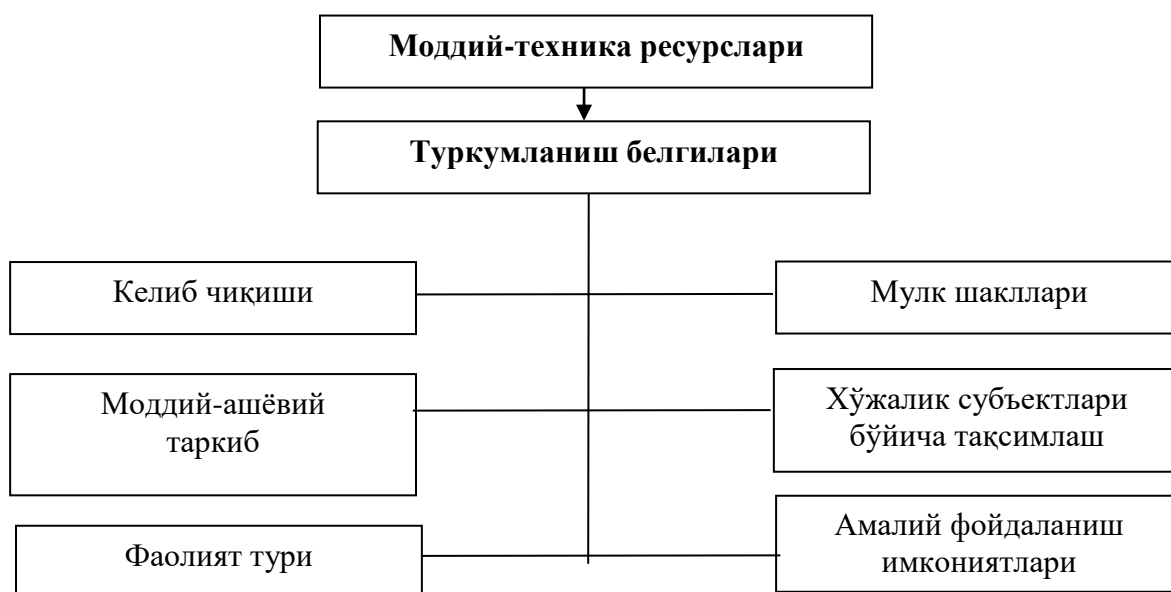 Моддий-техника ресурслари
Туркумланиш белгилари
Келиб чиқиши
Мулк шакллари
Моддий-ашёвий
таркиб
Хўжалик субъектлари
бўйича тақсимлаш
Фаолият тури
Амалий фойдаланиш
имкониятлари